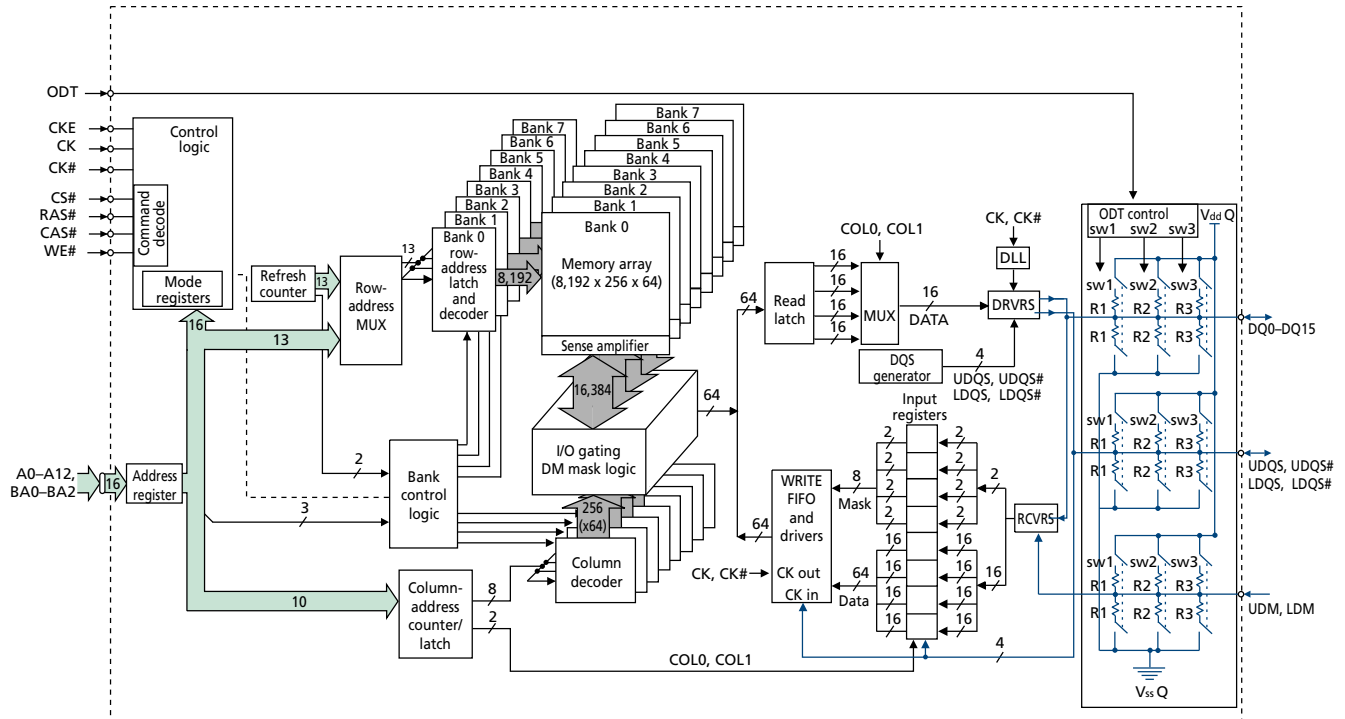 ODT
CKE
CK
CK#
CS#
RAS#
CAS#
WE#
Control
logic
Command
decode
Mode
registers
16
13
Refresh
counter
13
Row-
address
MUX
13
Bank 7
Bank 6
Bank 5
Bank 4
Bank 3
Bank 2
Bank 1
Bank 0
row-
address
latch
and
decoder
8,192
Bank 7
Bank 6
Bank 5
Bank 4
Bank 3
Bank 2
Bank 1
Bank 0
Memory array
(8,192 x 256 x 64)
Sense amplifier
16,384
I/O gating
DM mask logic
256
(x64)
Column
decoder
A0–A12,
BA0–BA2
16
Address
register
2
3
Bank
control
logic
10
Column-
address
counter/
latch
8
2
COL0, COL1
64
64
Read
latch
16
16
16
16
COL0, COL1
MUX
16
DATA
CK, CK#
DLL
DRVRS
DQS
generator
4
UDQS, UDQS#
LDQS, LDQS#
Input
registers
64
CK, CK#
WRITE
FIFO
and
drivers
CK out
CK in
8
Mask
64
Data
2
2
2
2
16
16
16
16
2
2
2
2
16
16
16
16
2
16
RCVRS
4
ODT control
sw1 sw2 sw3
Vdd Q
sw1 sw2 sw3
R1 R2 R3
R1 R2 R3
DQ0–DQ15
sw1 sw2 sw3
R1 R2 R3
R1 R2 R3
UDQS, UDQS#
LDQS, LDQS#
sw1 sw2 sw3
R1 R2 R3
R1 R2 R3
UDM, LDM
Vss Q